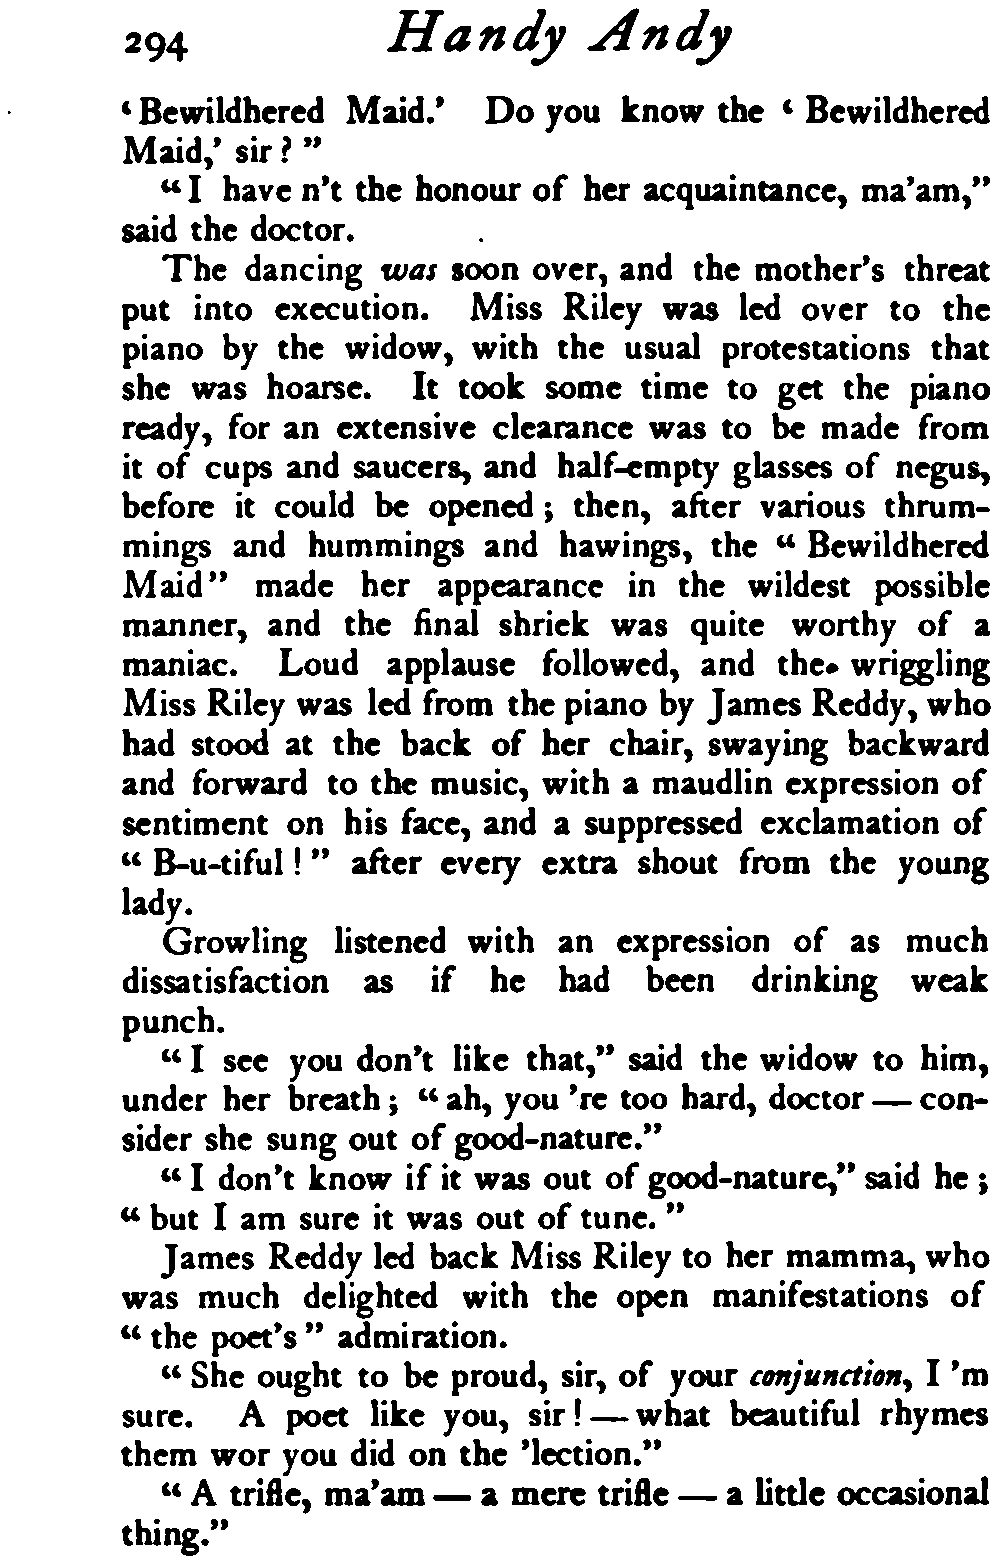 294 Handy Andy
‘Bewildhered Maid.’ Do you know the ‘Bewildhered
Maid,’ sir?”
“I have n’t the honour of her acquaintance, ma’am,”
said the doctor.
The dancing was soon over, and the mother’s threat
put into execution. Miss Riley was led over to the
piano by the widow, with the usual protestations that
she was hoarse. It took some time to get the piano
ready, for an extensive clearance was to be made from
it of cups and saucers, and half-empty glasses of negus,
before it could be opened; then, after various thrum-
mings and hummings and hawings, the “Bewildhered
Maid” made her appearance in the wildest possible
manner, and the final shriek was quite worthy of a
maniac. Loud applause followed, and the wriggling
Miss Riley was led from the piano by James Reddy, who
had stood at the back of her chair, swaying backward
and forward to the music, with a maudlin expression of
sentiment on his face, and a suppressed exclamation of
“B-u-tiful!” after every extra shout from the young
lady.
Growling listened with an expression of as much
dissatisfaction as if he had been drinking weak
punch.
“I see you don’t like that,” said the widow to him,
under her breath; “ah, you ’re too hard, doctor — con-
sider she sung out of good-nature.”
“I don’t know if it was out of good-nature,” said he;
“but I am sure it was out of tune.”
James Reddy led back Miss Riley to her mamma, who
was much delighted with the open manifestations of
“the poet’s” admiration.
“She ought to be proud, sir, of your conjunction, I ’m
sure. A poet like you, sir! — what beautiful rhymes
them wor you did on the ’lection.”
“A trifle, ma’am — a mere trifle — a little occasional
thing.”